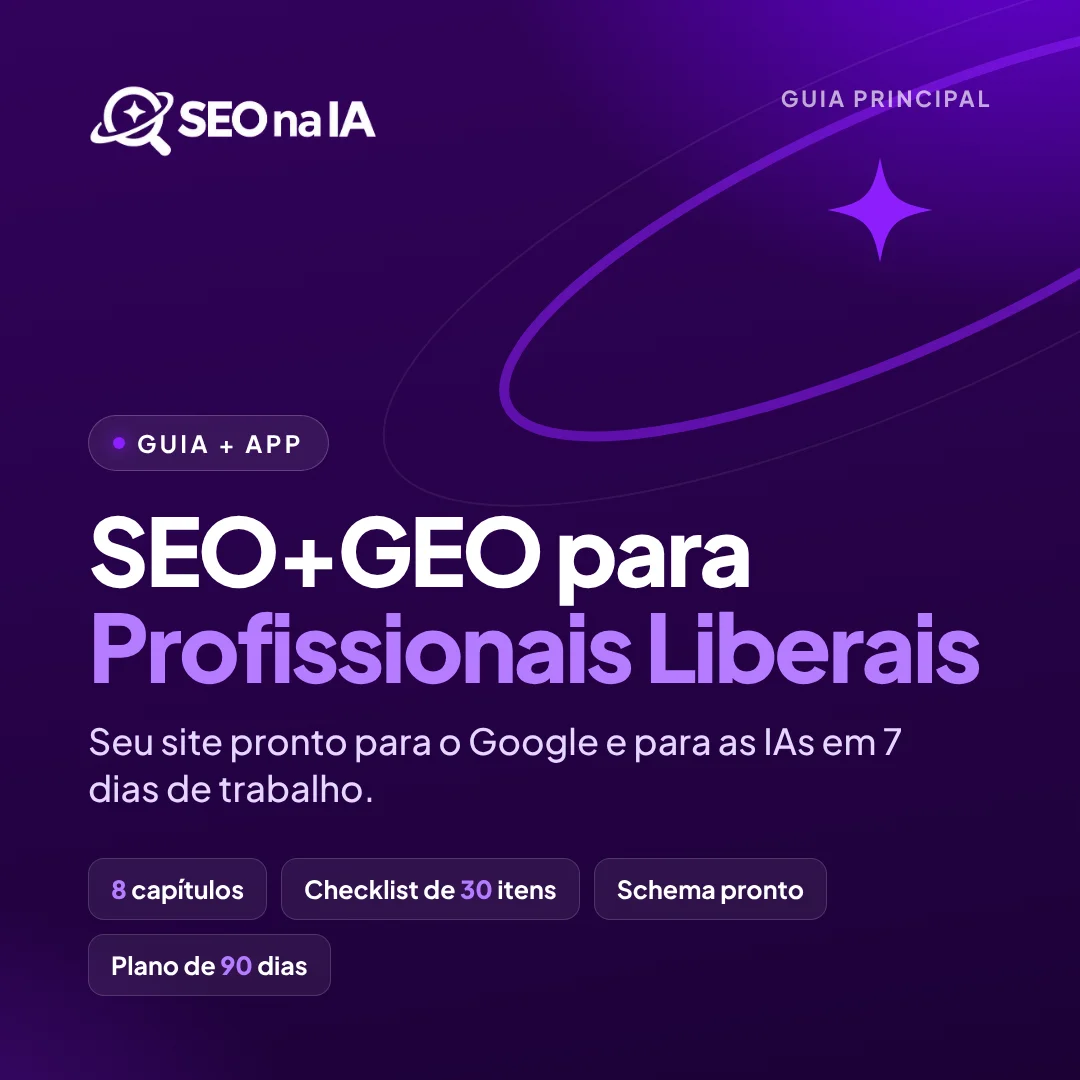 SEO na IA
GUIA PRINCIPAL
GUIA + APP
SEO+GEO para
Profissionais Liberais
Seu site pronto para o Google e para as IAs em 7
dias de trabalho.
8 capítulos
Checklist de 30 itens
Schema pronto
Plano de 90 dias